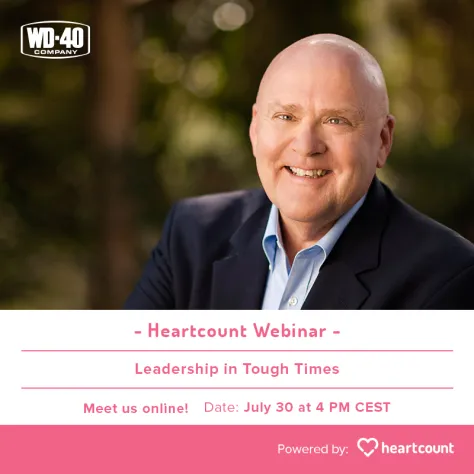 WD-40
COMPANY
- Heartcount Webinar -
Leadership in Tough Times
Meet us online! Date: July 30 at 4 PM CEST
Powered by: heartcount